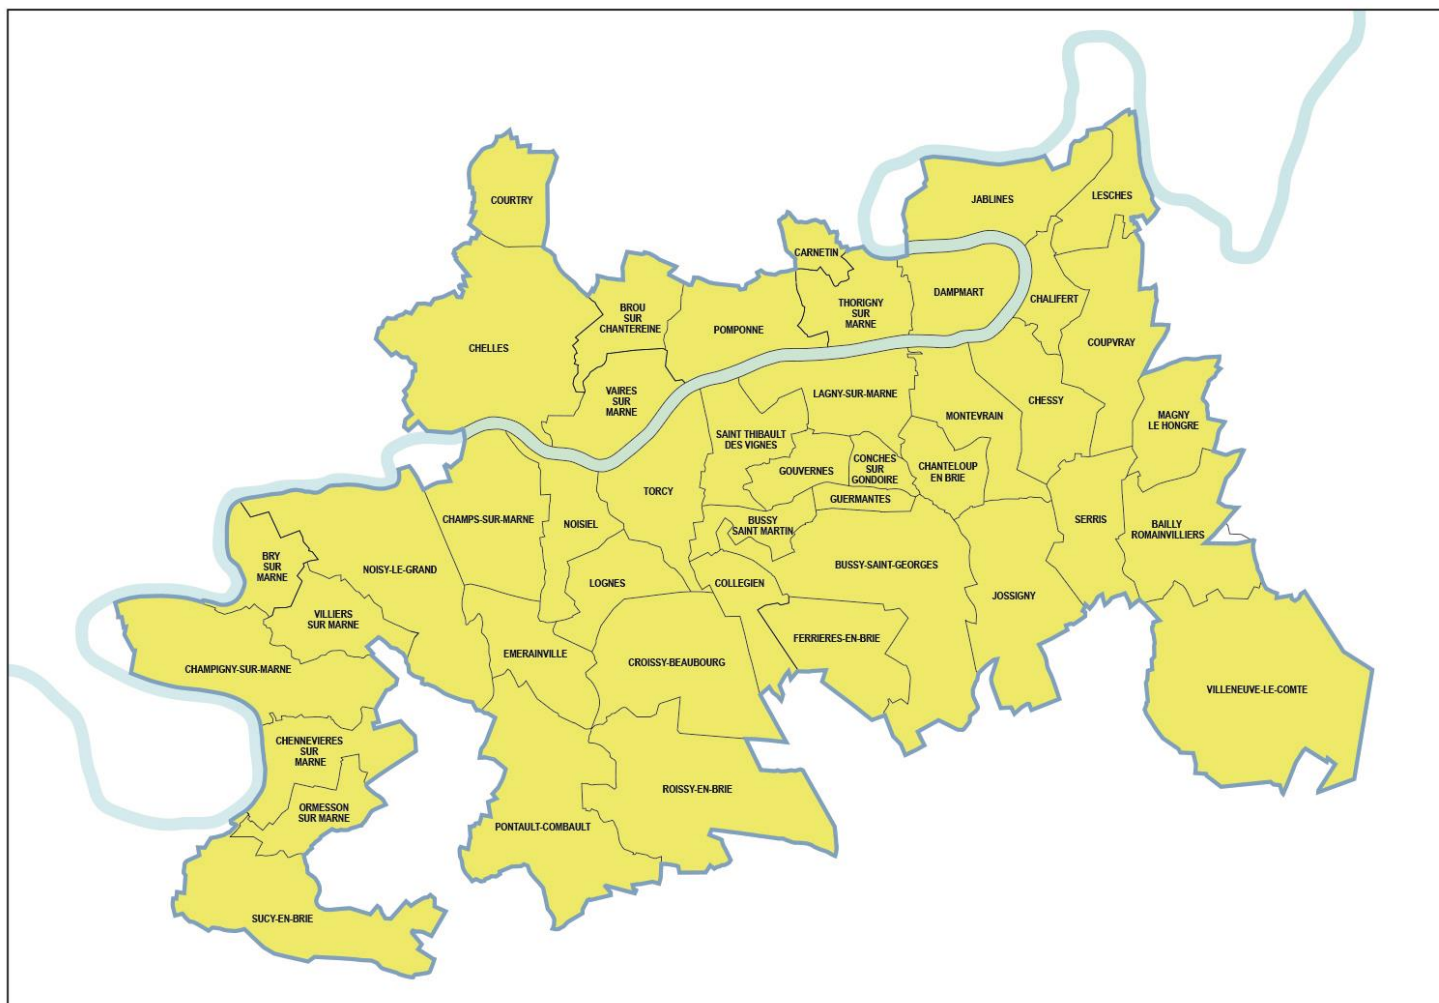 COURTRY
JABLINES
LESCHES
CARNETIN
DAMPMART
CHALIFERT
BROU
SUR
CHANTEREINE
POMPONNE
THORIGNY
SUR
MARNE
CHELLES
COUPVRAY
VAIRES
SUR
MARNE
LAGNY-SUR-MARNE
MONTEVRAIN
CHESSY
MAGNY
LE HONGRE
SAINT THIBAULT
DES VIGNES
GOUVERNES
CONCHES
SUR
GONDOIRE
CHANTELOUP
EN BRIE
TORCY
GUERMANTES
CHAMPS-SUR-MARNE
NOISIEL
BUSSY
SAINT MARTIN
SERRIS
BAILLY
ROMAINVILLIERS
BRY
SUR
MARNE
NOISY-LE-GRAND
LOGNES
COLLEGIEN
BUSSY-SAINT-GEORGES
JOSSIGNY
VILLIERS
SUR MARNE
EMERAINVILLE
CROISSY-BEAUBOURG
FERRIERES-EN-BRIE
CHAMPIGNY-SUR-MARNE
VILLENEUVE-LE-COMTE
CHENNEVIERES
SUR
MARNE
ROISSY-EN-BRIE
ORMESSON
SUR MARNE
PONTAULT-COMBAULT
SUCY-EN-BRIE